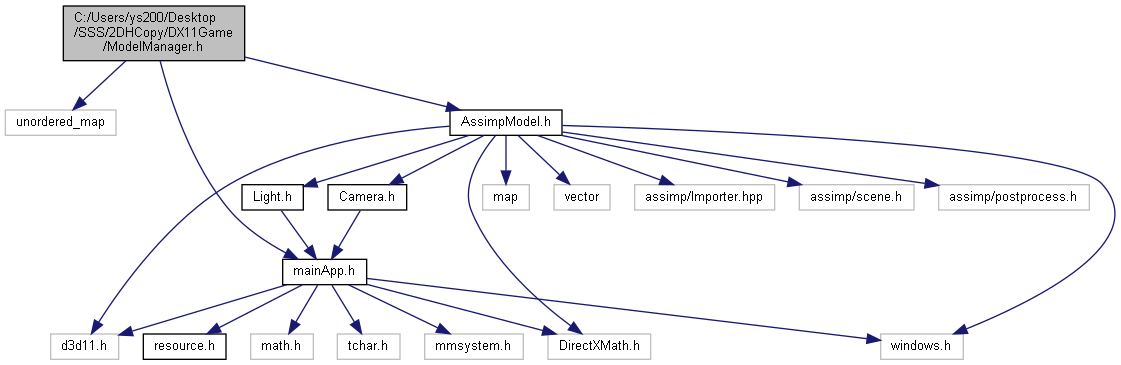 C:/Users/ys200/Desktop
/SSS/2DHCopy/DX11Game
/ModelManager.h
unordered_map
AssimpModel.h
Light.h
Camera.h
map
vector
assimp/Importer.hpp
assimp/scene.h
assimp/postprocess.h
mainApp.h
d3d11.h
resource.h
math.h
tchar.h
mmsystem.h
DirectXMath.h
windows.h